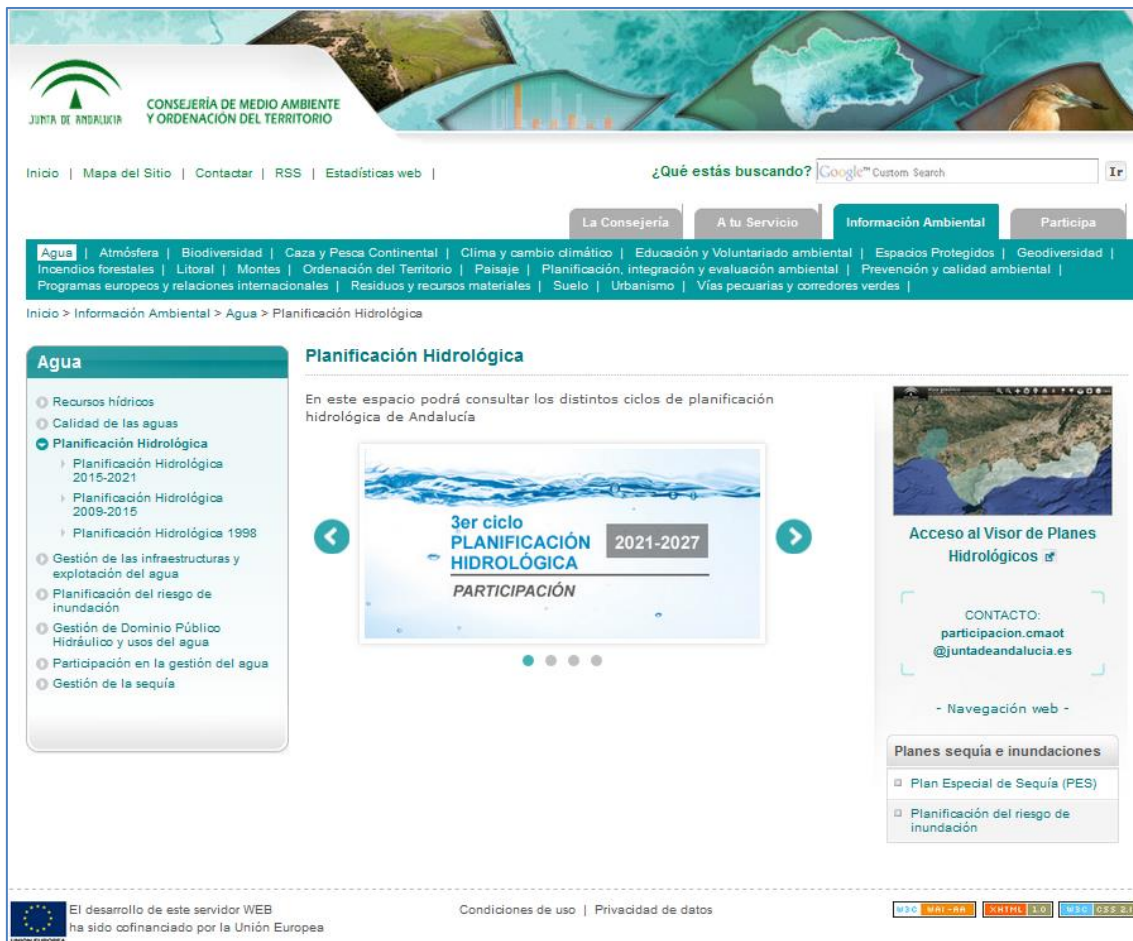 JUNTA DE ANDALUCIA
CONSEJERÍA DE MEDIO AMBIENTE
Y ORDENACIÓN DEL TERRITORIO
Inicio | Mapa del Sitio | Contactar | RSS | Estadísticas web |
¿Qué estás buscando? Google™ Custom Search Ir
La Consejería A tu Servicio Información Ambiental Participa
Agua | Atmósfera | Biodiversidad | Caza y Pesca Continental | Clima y cambio climático | Educación y Voluntariado ambiental | Espacios Protegidos | Geodiversidad |
Incendios forestales | Litoral | Montes | Ordenación del Territorio | Paisaje | Planificación, integración y evaluación ambiental | Prevención y calidad ambiental |
Programas europeos y relaciones internacionales | Residuos y recursos materiales | Suelo | Urbanismo | Vías pecuarias y corredores verdes |
Inicio > Información Ambiental > Agua > Planificación Hidrológica
Agua
Recursos hídricos
Calidad de las aguas
Planificación Hidrológica
Planificación Hidrológica
2015-2021
Planificación Hidrológica
2009-2015
Planificación Hidrológica 1998
Gestión de las infraestructuras y
explotación del agua
Planificación del riesgo de
inundación
Gestión de Dominio Público
Hidráulico y usos del agua
Participación en la gestión del agua
Gestión de la sequía
Planificación Hidrológica
En este espacio podrá consultar los distintos ciclos de planificación
hidrológica de Andalucía
3er ciclo
PLANIFICACIÓN
HIDROLÓGICA
2021-2027
PARTICIPACIÓN
Acceso al Visor de Planes
Hidrológicos
CONTACTO:
participacion.cmaot
@juntadeandalucia.es
- Navegación web -
Planes sequía e inundaciones
Plan Especial de Sequía (PES)
Planificación del riesgo de
inundación
El desarrollo de este servidor WEB
ha sido cofinanciado por la Unión Europea
UNIÓN EUROPEA
Condiciones de uso | Privacidad de datos
W3C WAI-AA XHTML 1.0 W3C CSS 2.1